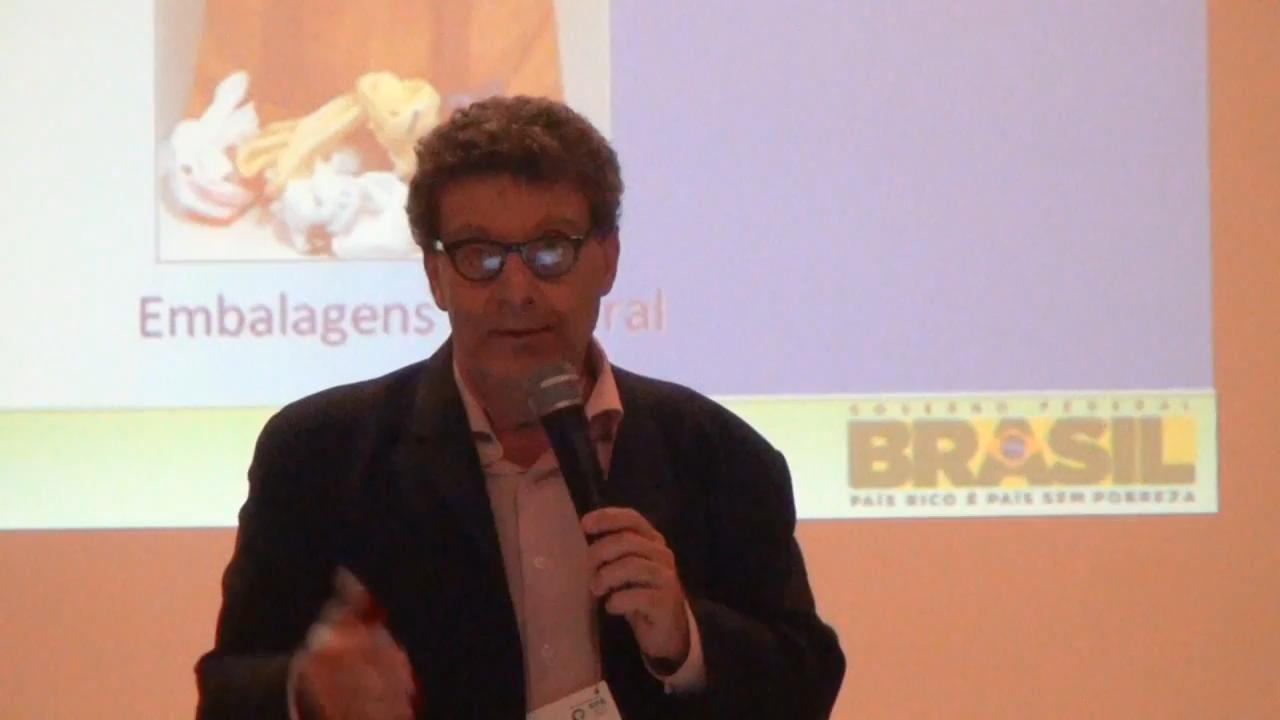 Embalagens ral
GOVERNO FEDERAL
BRASIL
PAÍS RICO É PAÍS SEM POBREZA